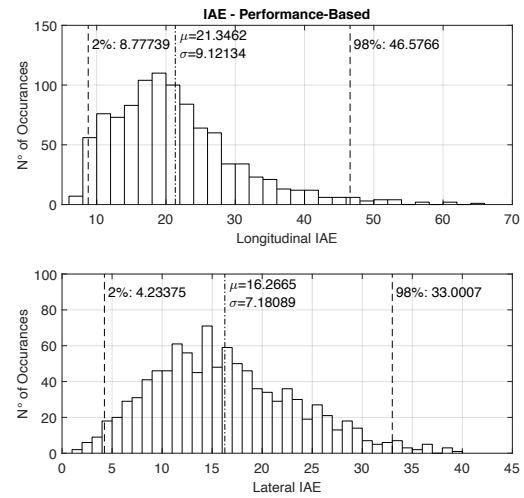 IAE - Performance-Based
150
100
50
0
N° of Occurances
2%: 8.77739
μ=21.3462
σ=9.12134
98%: 46.5766
10 20 30 40 50 60 70
Longitudinal IAE
100
80
60
40
20
0
N° of Occurances
2%: 4.23375
μ=16.2665
σ=7.18089
98%: 33.0007
0 5 10 15 20 25 30 35 40 45
Lateral IAE